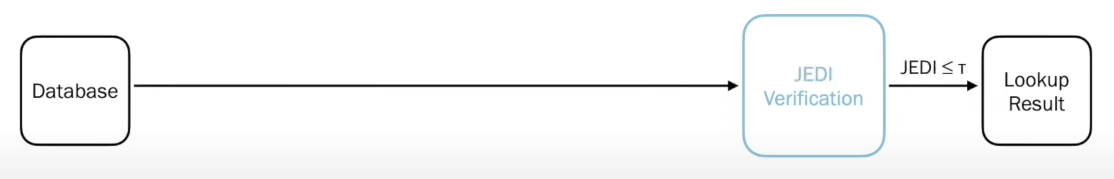 Database
JEDI
Verification
JEDI ≤ τ
Lookup
Result